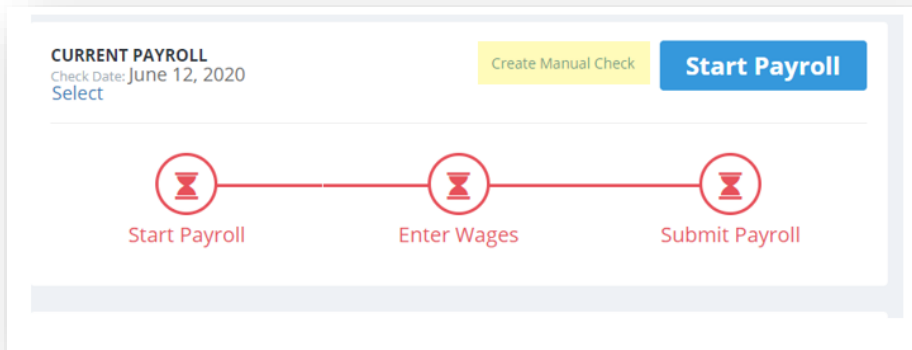 CURRENT PAYROLL
Check Date: June 12, 2020
Select
Create Manual Check
Start Payroll
Start Payroll
Enter Wages
Submit Payroll